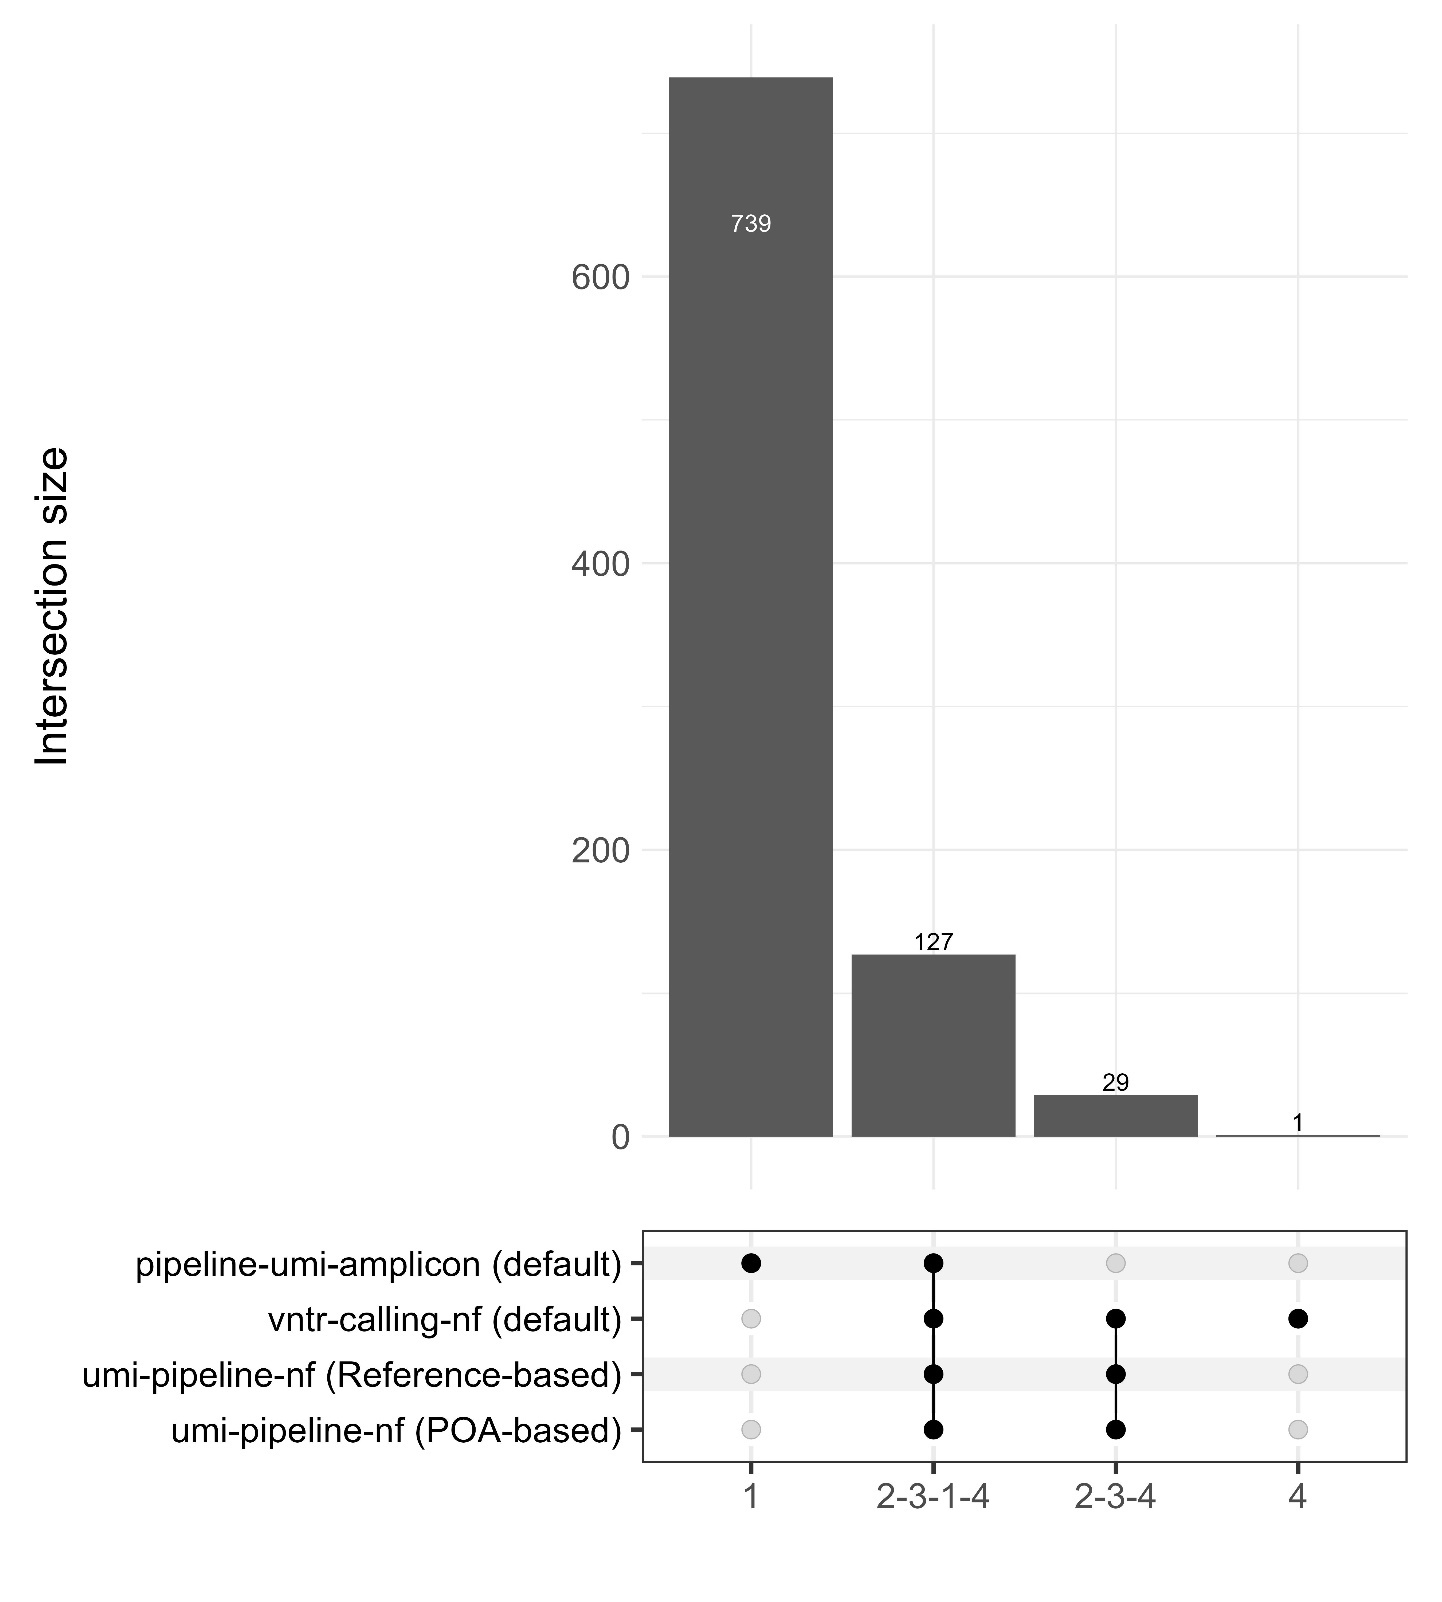 Intersection size
739
600
400
200
127
29
1
0
pipeline-umi-amplicon (default)
vntr-calling-nf (default)
umi-pipeline-nf (Reference-based)
umi-pipeline-nf (POA-based)
1 2-3-1-4 2-3-4 4